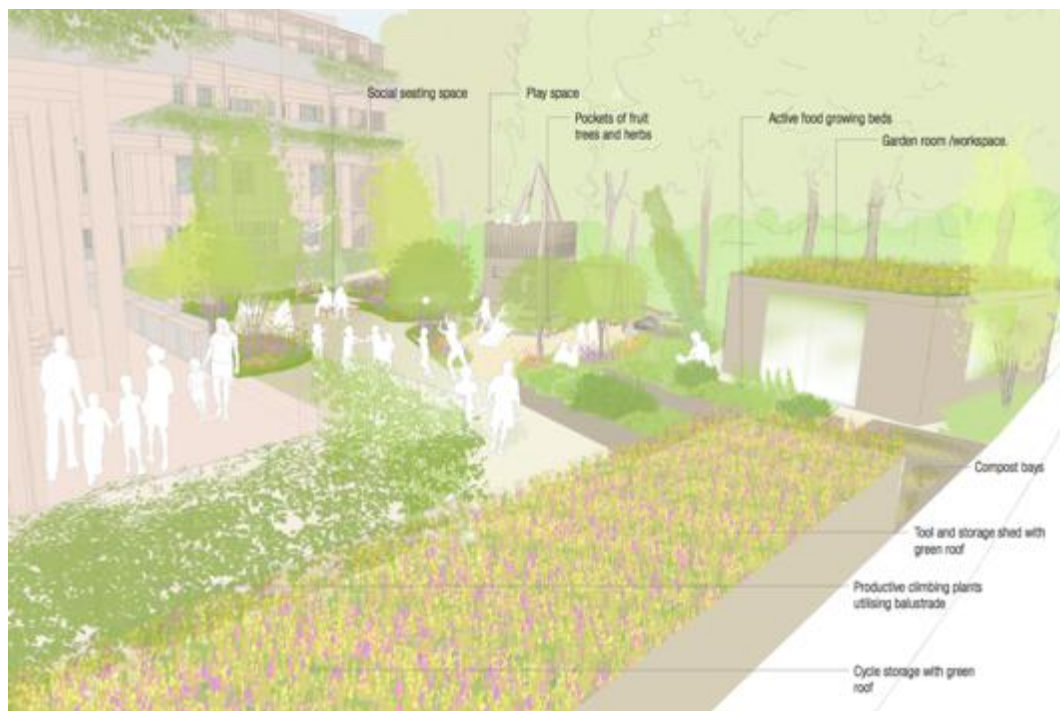 Social seating space
Play space
Pockets of fruit
trees and herbs
Active food growing beds
Garden room /workspace.
Compost bays
Tool and storage shed with
green roof
Productive climbing plants
utilising balustrade
Cycle storage with green
roof